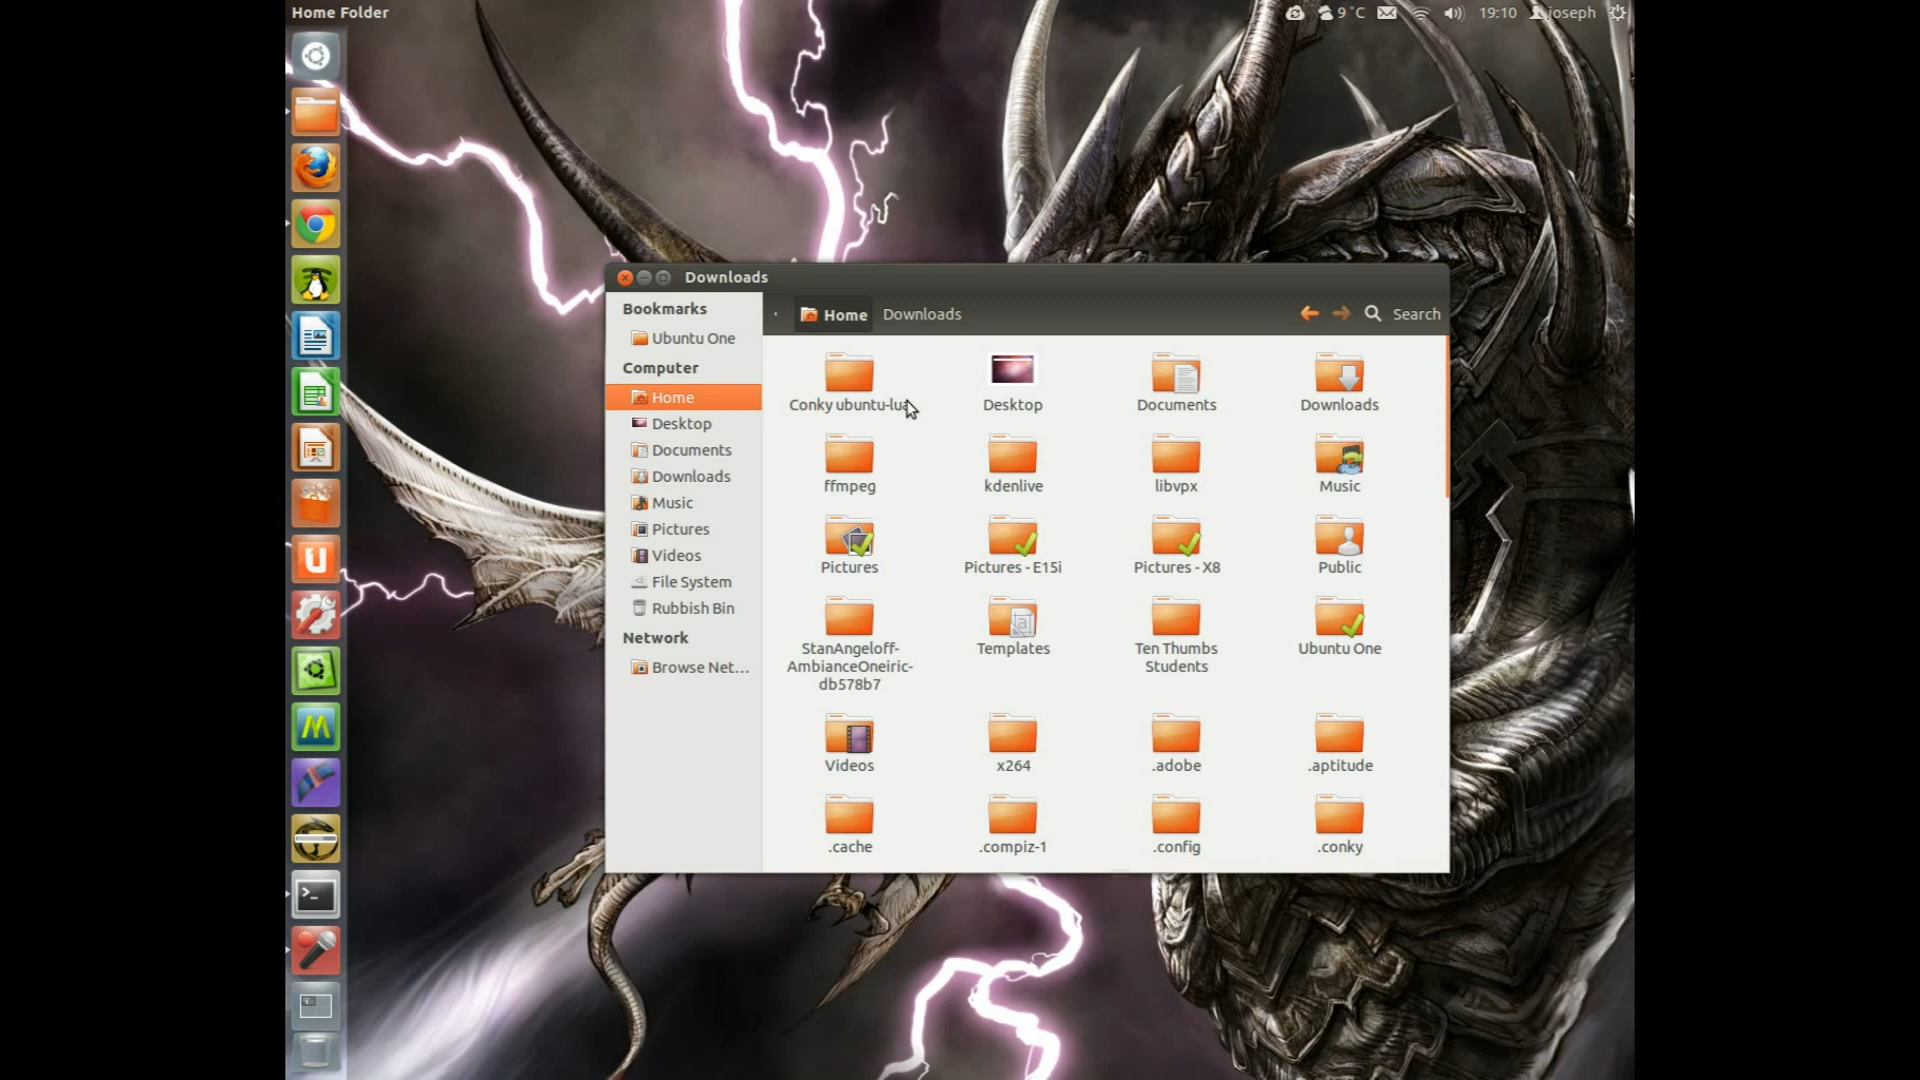 Home Folder
9 °C
19:10
joseph
Downloads
Bookmarks
Ubuntu One
Computer
Home
Desktop
Documents
Downloads
Music
Pictures
Videos
File System
Rubbish Bin
Network
Browse Net...
Home
Downloads
Search
Conky ubuntu-lua
Desktop
Documents
Downloads
ffmpeg
kdenlive
libvpx
Music
Pictures
Pictures - E15i
Pictures - X8
Public
StanAngeloff-
AmbianceOneiric-
db578b7
Templates
Ten Thumbs
Students
Ubuntu One
Videos
x264
.adobe
.aptitude
.cache
.compiz-1
.config
.conky